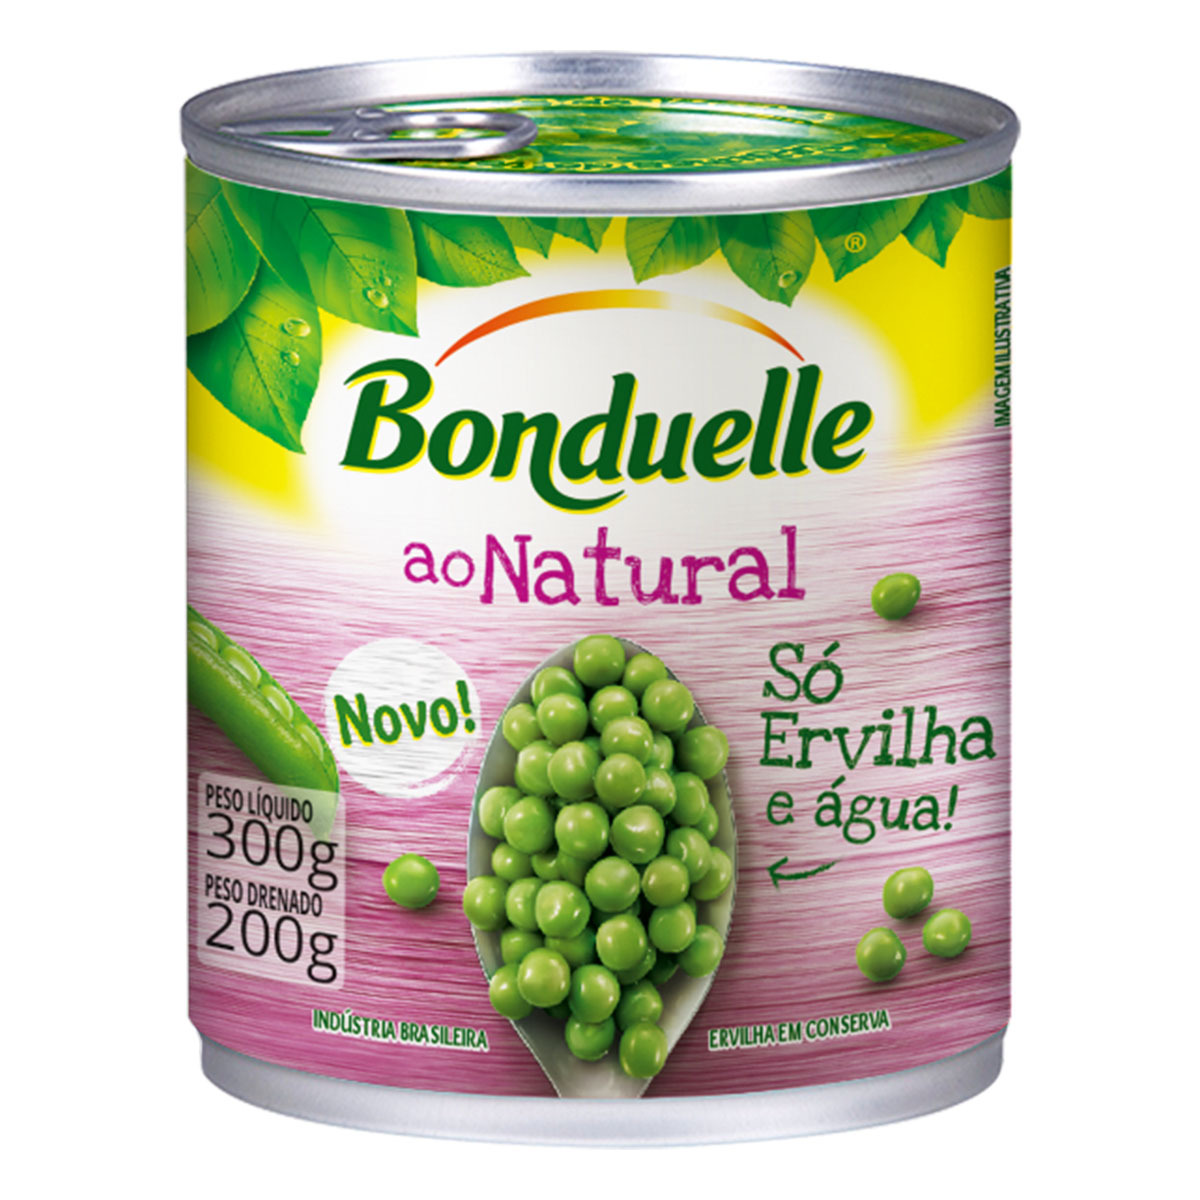 ®
Bonduelle
ao Natural
Só
Ervilha
e água!
Novo!
PESO LÍQUIDO
300g
PESO DRENADO
200g
INDÚSTRIA BRASILEIRA
ERVILHA EM CONSERVA
IMAGEM ILUSTRATIVA